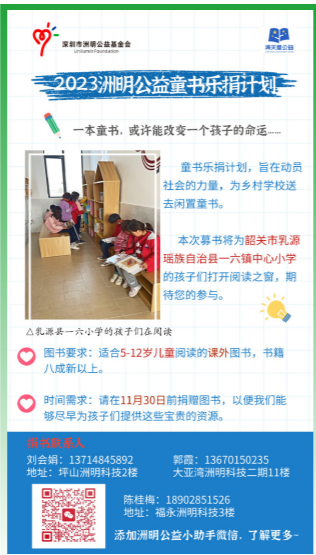 深圳市洲明公益基金会
Unilumin Foundation
满天星公益
2023洲明公益童书乐捐计划
一本童书，或许能改变一个孩子的命运……
童书乐捐计划，旨在动员
社会的力量，为乡村学校送
去闲置童书。
本次募书将为韶关市乳源
瑶族自治县一六镇中心小学
的孩子们打开阅读之窗，期
待您的参与。
△乳源县一六小学的孩子们在阅读
图书要求：适合5-12岁儿童阅读的课外图书，书籍
八成新以上。
时间需求：请在11月30日前捐赠图书，以便我们能
够尽早为孩子们提供这些宝贵的资源。
捐书联系人
刘会娟：13714845892
地址：坪山洲明科技2楼
郭霞：13670150235
大亚湾洲明科技二期11楼
陈桂梅：18902851526
地址：福永洲明科技3楼
添加洲明公益小助手微信，了解更多~